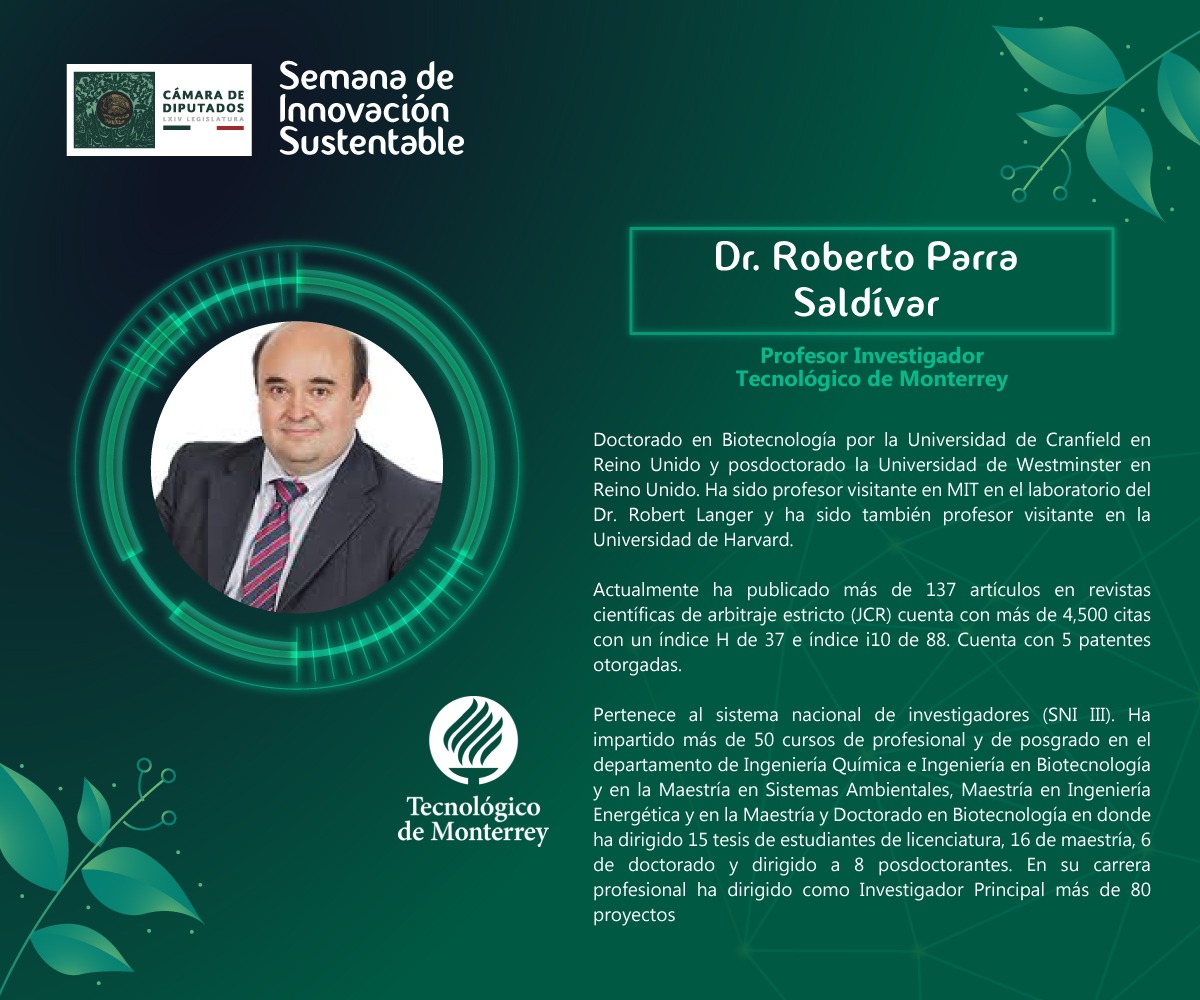 CÁMARA DE
DIPUTADOS
LXIV LEGISLATURA
Semana de
Innovación
Sustentable
Dr. Roberto Parra
Saldívar
Profesor Investigador
Tecnológico de Monterrey
Doctorado en Biotecnología por la Universidad de Cranfield en
Reino Unido y posdoctorado la Universidad de Westminster en
Reino Unido. Ha sido profesor visitante en MIT en el laboratorio del
Dr. Robert Langer y ha sido también profesor visitante en la
Universidad de Harvard.
Actualmente ha publicado más de 137 artículos en revistas
científicas de arbitraje estricto (JCR) cuenta con más de 4,500 citas
con un índice H de 37 e índice i10 de 88. Cuenta con 5 patentes
otorgadas.
Pertenece al sistema nacional de investigadores (SNI III). Ha
impartido más de 50 cursos de profesional y de posgrado en el
departamento de Ingeniería Química e Ingeniería en Biotecnología
y en la Maestría en Sistemas Ambientales, Maestría en Ingeniería
Energética y en la Maestría y Doctorado en Biotecnología en donde
ha dirigido 15 tesis de estudiantes de licenciatura, 16 de maestría, 6
de doctorado y dirigido a 8 posdoctorantes. En su carrera
profesional ha dirigido como Investigador Principal más de 80
proyectos
Tecnológico
de Monterrey